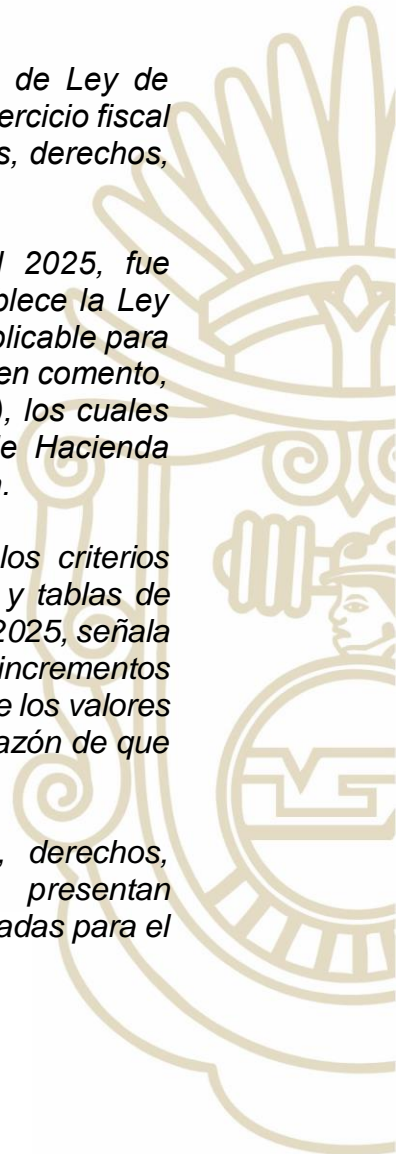 de Ley de
ercicio fiscal
s, derechos,
2025, fue
blece la Ley
plicable para
en comento,
), los cuales
e Hacienda
los criterios
y tablas de
2025, señala
incrementos
e los valores
azón de que
, derechos,
presentan
adas para el